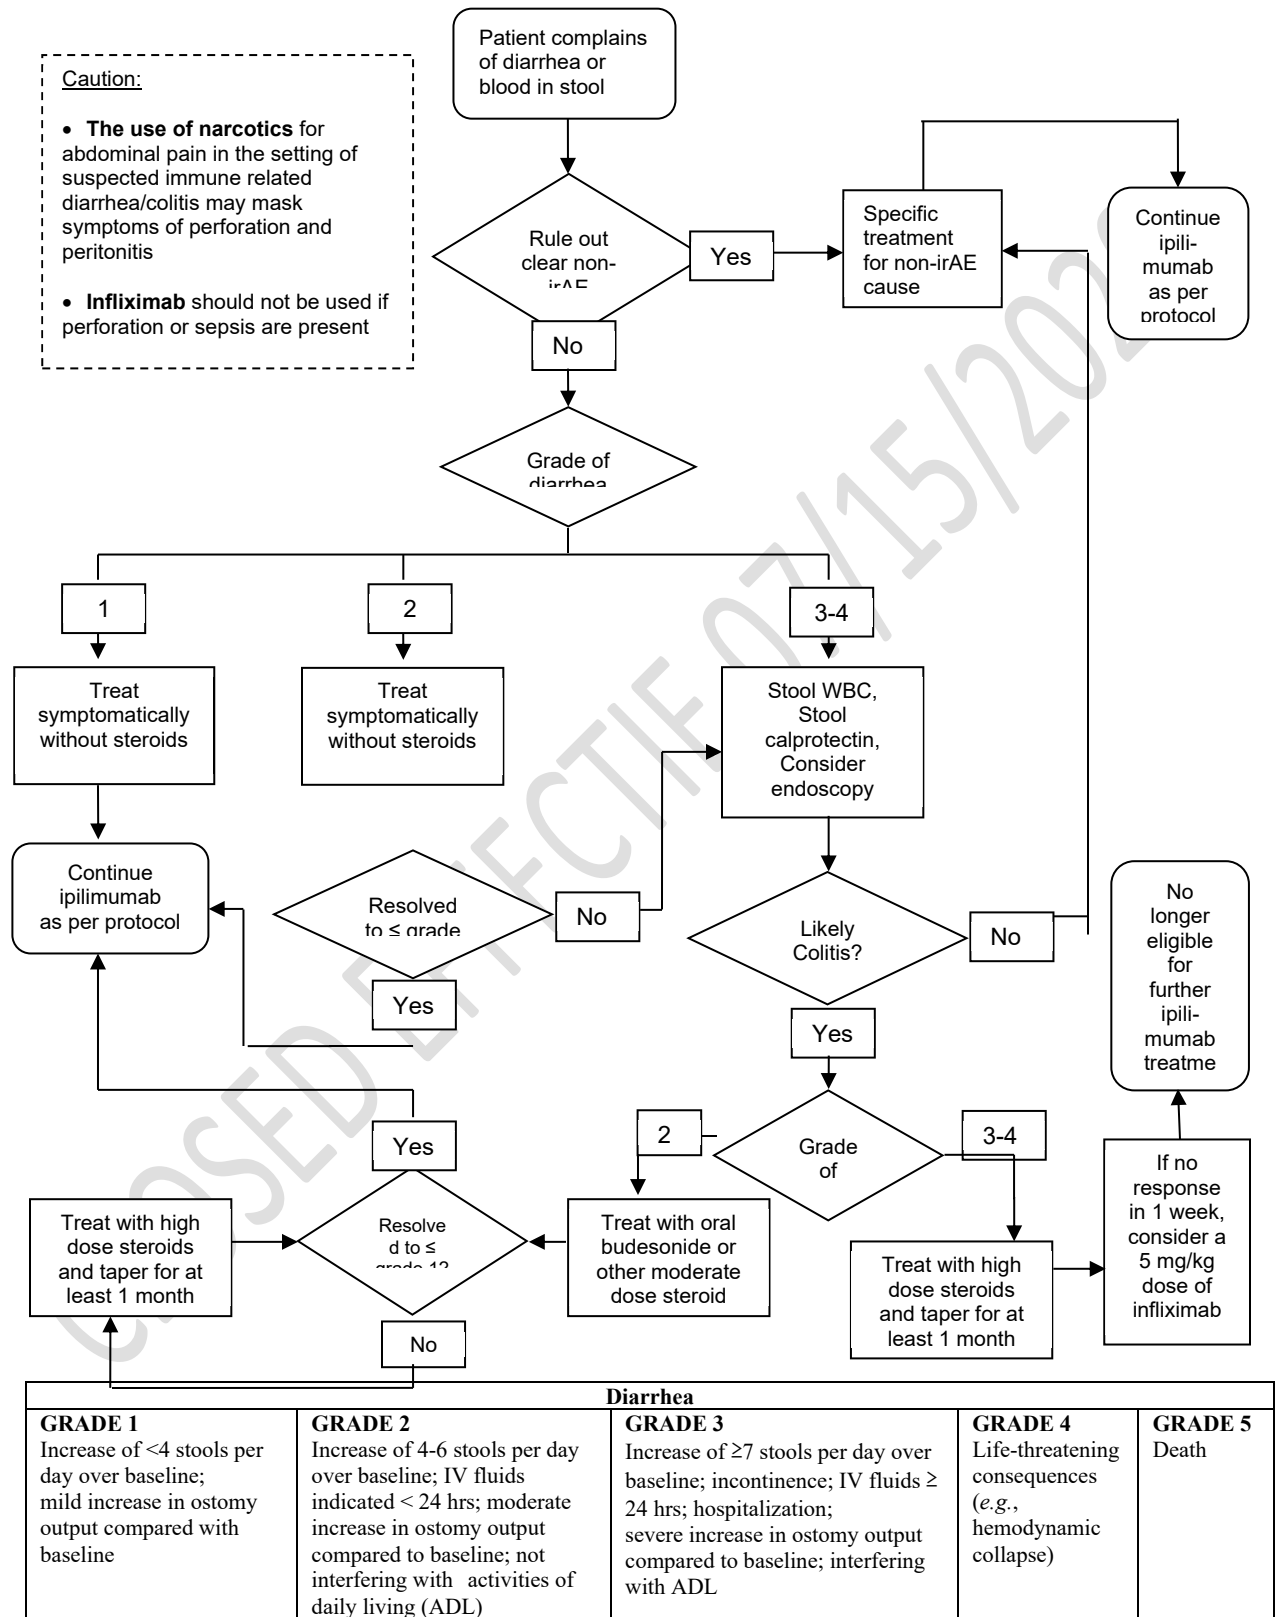 Patient complains
of diarrhea or
blood in stool
Caution:
• The use of narcotics for
abdominal pain in the setting of
suspected immune related
diarrhea/colitis may mask
symptoms of perforation and
peritonitis
• Infliximab should not be used if
perforation or sepsis are present
Rule out
clear non-
irAE
Yes
Specific
treatment
for non-irAE
cause
Continue
ipili-
mumab
as per
protocol
No
Grade of
diarrhea
1
2
3-4
Treat
symptomatically
without steroids
Treat
symptomatically
without steroids
Stool WBC,
Stool
calprotectin,
Consider
endoscopy
Continue
ipilimumab
as per protocol
Resolved
to ≤ grade
No
Yes
Likely
Colitis?
No
Yes
No
longer
eligible
for
further
ipili-
mumab
treatme
Yes
2
Grade
of
3-4
Treat with high
dose steroids
and taper for at
least 1 month
Resolve
d to ≤
grade 1?
No
Treat with oral
budesonide or
other moderate
dose steroid
Treat with high
dose steroids
and taper for at
least 1 month
If no
response
in 1 week,
consider a
5 mg/kg
dose of
infliximab
Diarrhea
GRADE 1
Increase of <4 stools per
day over baseline;
mild increase in ostomy
output compared with
baseline
GRADE 2
Increase of 4-6 stools per day
over baseline; IV fluids
indicated < 24 hrs; moderate
increase in ostomy output
compared to baseline; not
interfering with activities of
daily living (ADL)
GRADE 3
Increase of ≥7 stools per day over
baseline; incontinence; IV fluids ≥
24 hrs; hospitalization;
severe increase in ostomy output
compared to baseline; interfering
with ADL
GRADE 4
Life-threatening
consequences
(e.g.,
hemodynamic
collapse)
GRADE 5
Death